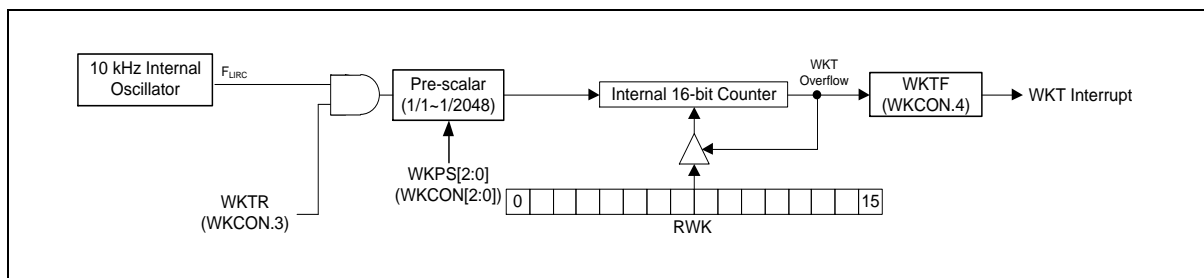 10 kHz Internal
Oscillator
FLIRC
Pre-scalar
(1/1~1/2048)
Internal 16-bit Counter
WKT
Overflow
WKTF
(WKCON.4)
WKT Interrupt
WKPS[2:0]
(WKCON[2:0])
WKTR
(WKCON.3)
0
15
RWK